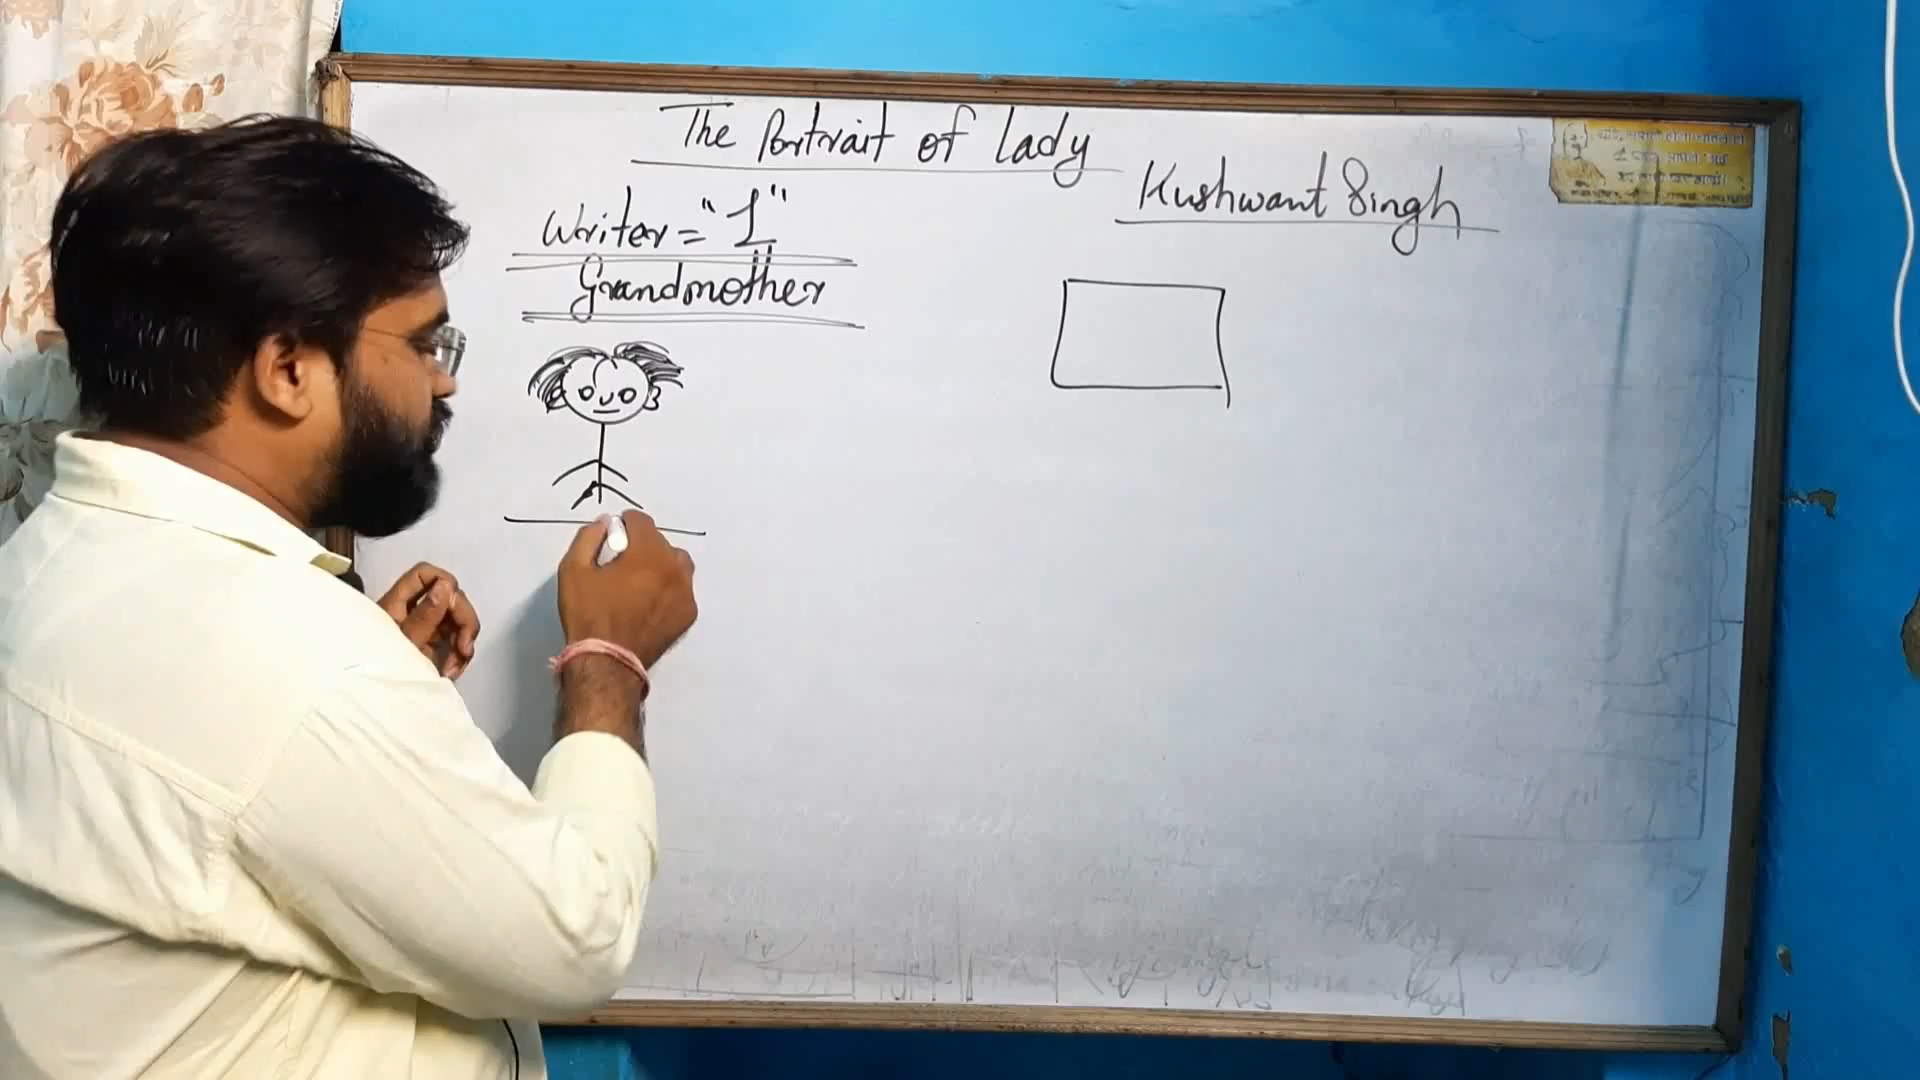 The Portrait of Lady
Kushwant Singh
Writer = "I"
Grandmother